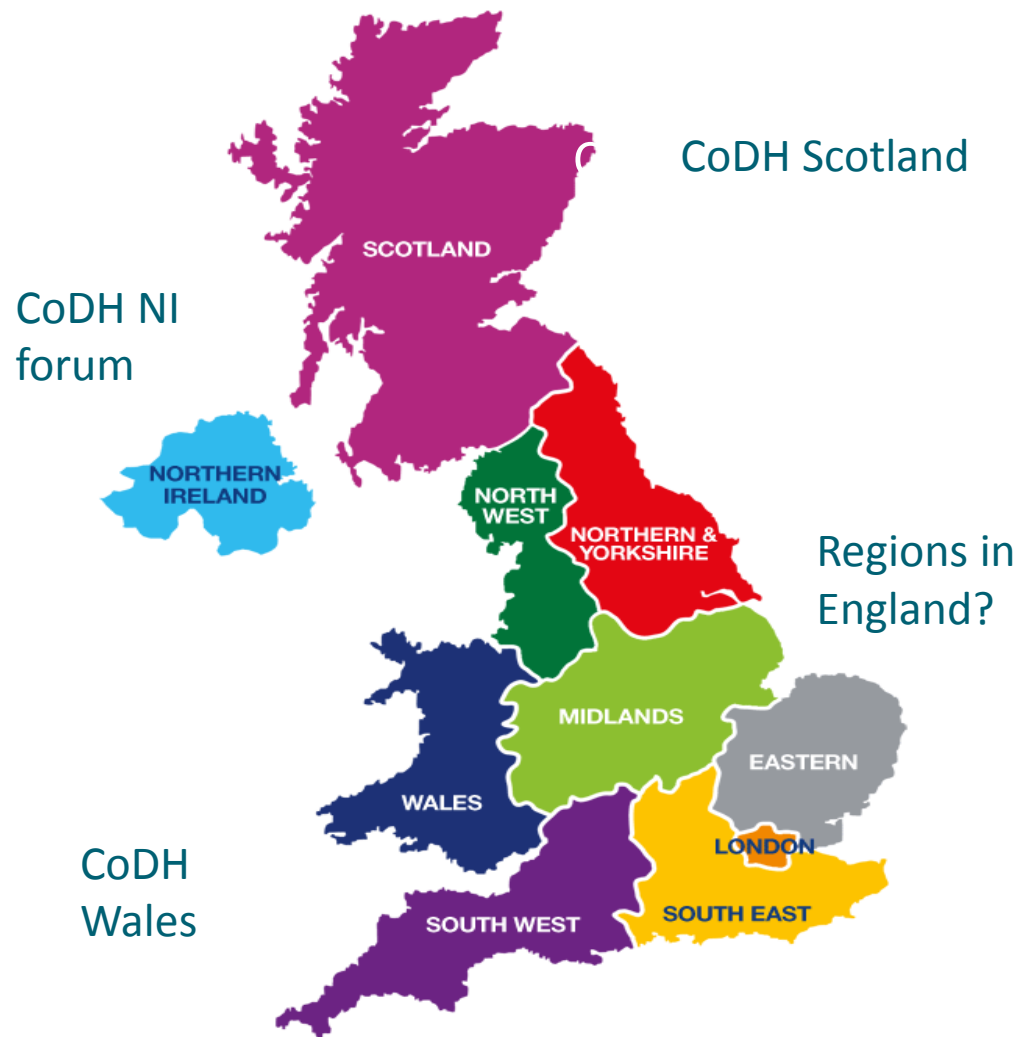 C
CoDH Scotland
SCOTLAND
CoDH NI
forum
NORTHERN
IRELAND
NORTH
WEST
NORTHERN &
YORKSHIRE
Regions in
England?
MIDLANDS
EASTERN
WALES
LONDON
CoDH
Wales
SOUTH WEST
SOUTH EAST